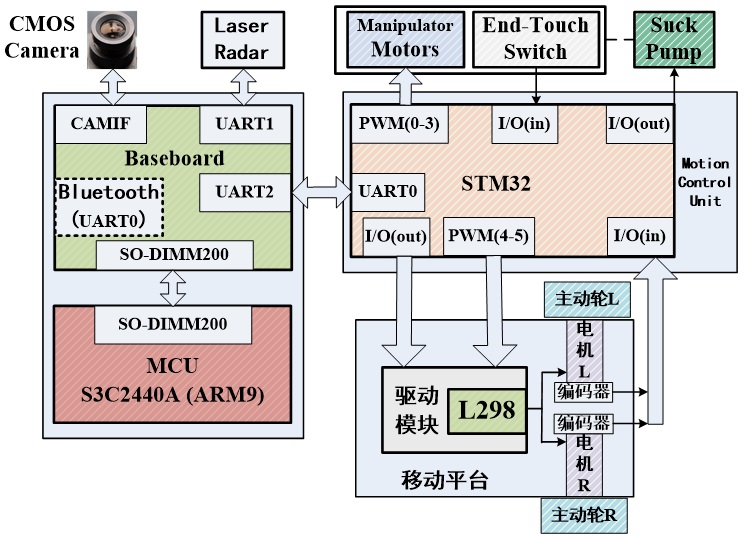 CMOS
Camera
Laser
Radar
Manipulator
Motors
End-Touch
Switch
Suck
Pump
CAMIF
UART1
Baseboard
Bluetooth
(UART0)
UART2
SO-DIMM200
SO-DIMM200
MCU
S3C2440A (ARM9)
PWM(0-3)
I/O(in)
I/O(out)
STM32
UART0
I/O(out)
PWM(4-5)
I/O(in)
Motion
Control
Unit
主动轮L
电
机
L
编码器
驱动
模块
L298
编码器
电
机
R
移动平台
主动轮R